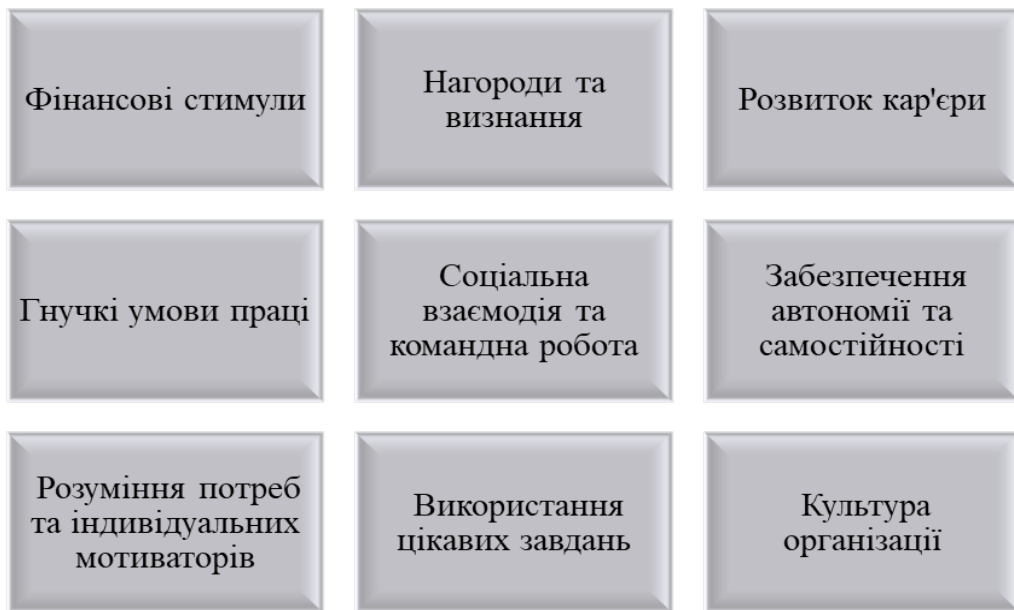 Фінансові стимули
Нагороди та
визнання
Розвиток кар'єри
Гнучкі умови праці
Соціальна
взаємодія та
командна робота
Забезпечення
автономії та
самостійності
Розуміння потреб
та індивідуальних
мотиваторів
Використання
цікавих завдань
Культура
організації